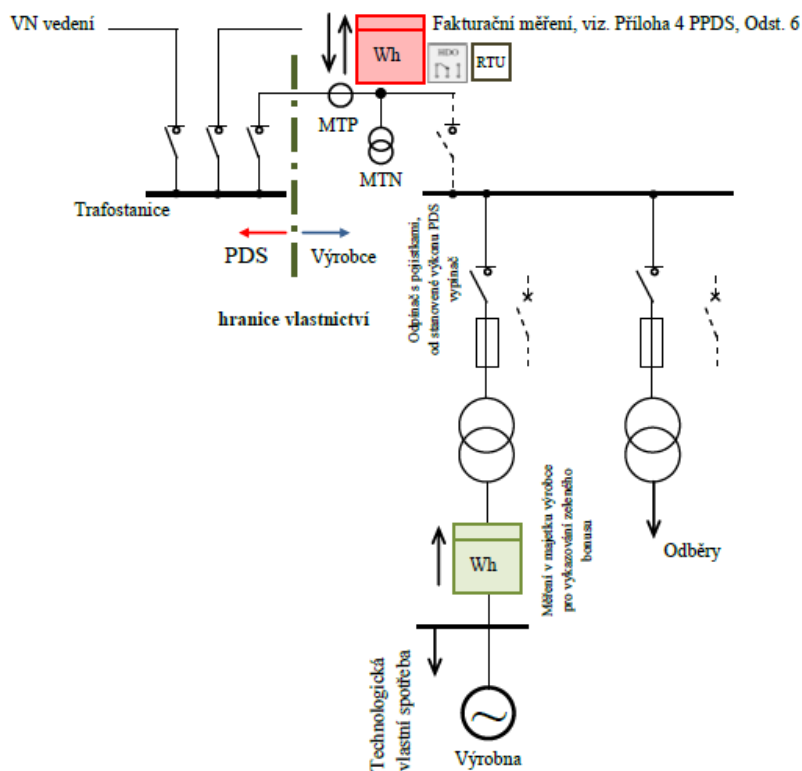 VN vedení
Fakturační měření, viz. Příloha 4 PPDS, Odst. 6
Wh
HDO
RTU
MTP
MTN
Trafostanice
PDS
Výrobce
hranice vlastnictví
Odpínač s pojistkami,
od stanovené výkonu PDS
vypínač
Wh
Měření v majetku výrobce
pro vykazování zeleného
bonusu
Odběry
Technologická
vlastní spotřeba
Výrobna